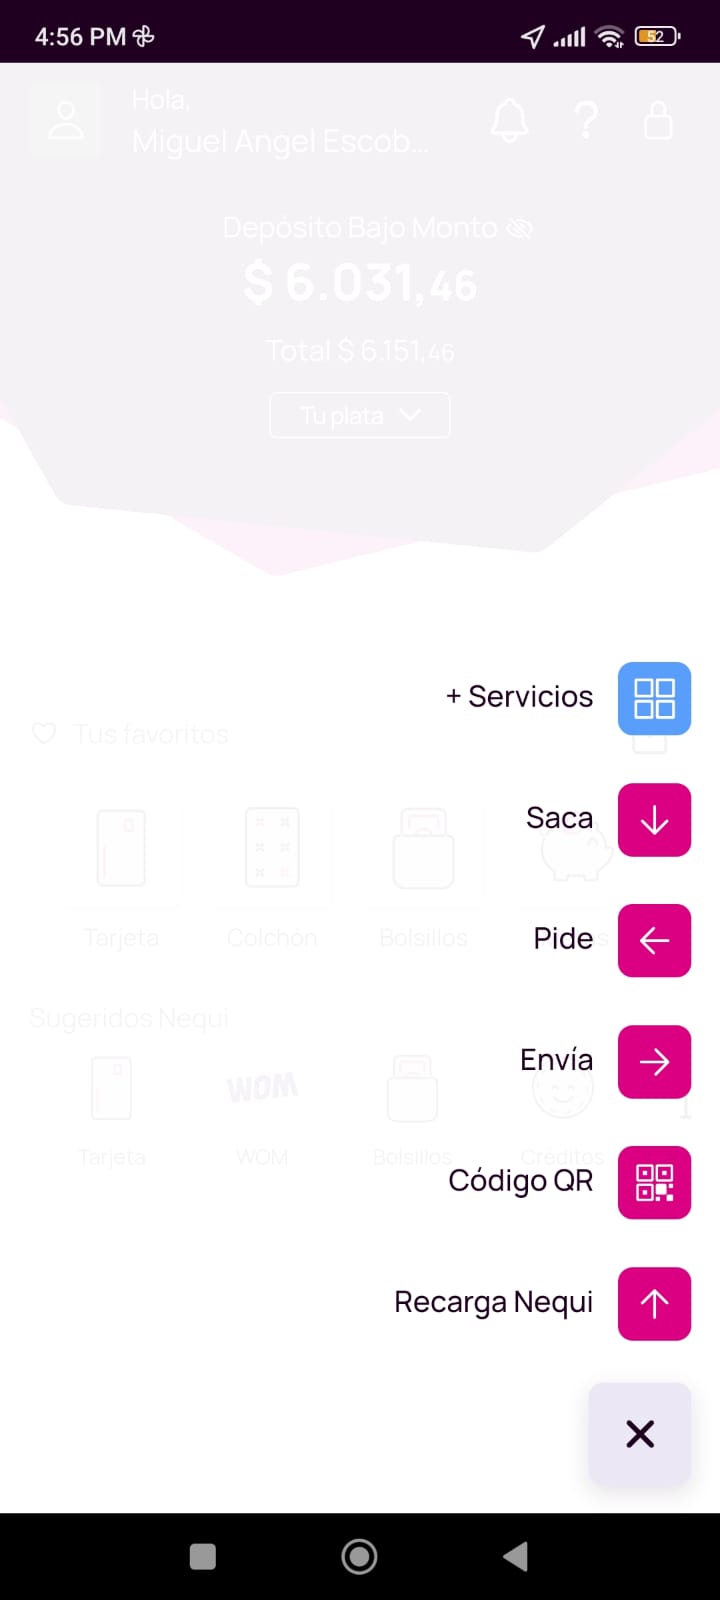 4:56 PM
52
Hola,
Miguel Angel Escob...
Depósito Bajo Monto
$ 6.031,46
Total $ 6.151,46
Tu plata
+ Servicios
Tus favoritos
Saca
Tarjeta
Colchón
Bolsillos
Pide
Sugeridos Nequi
Envía
WOM
Tarjeta
WOM
Bolsillos
Créditos
Código QR
Recarga Nequi